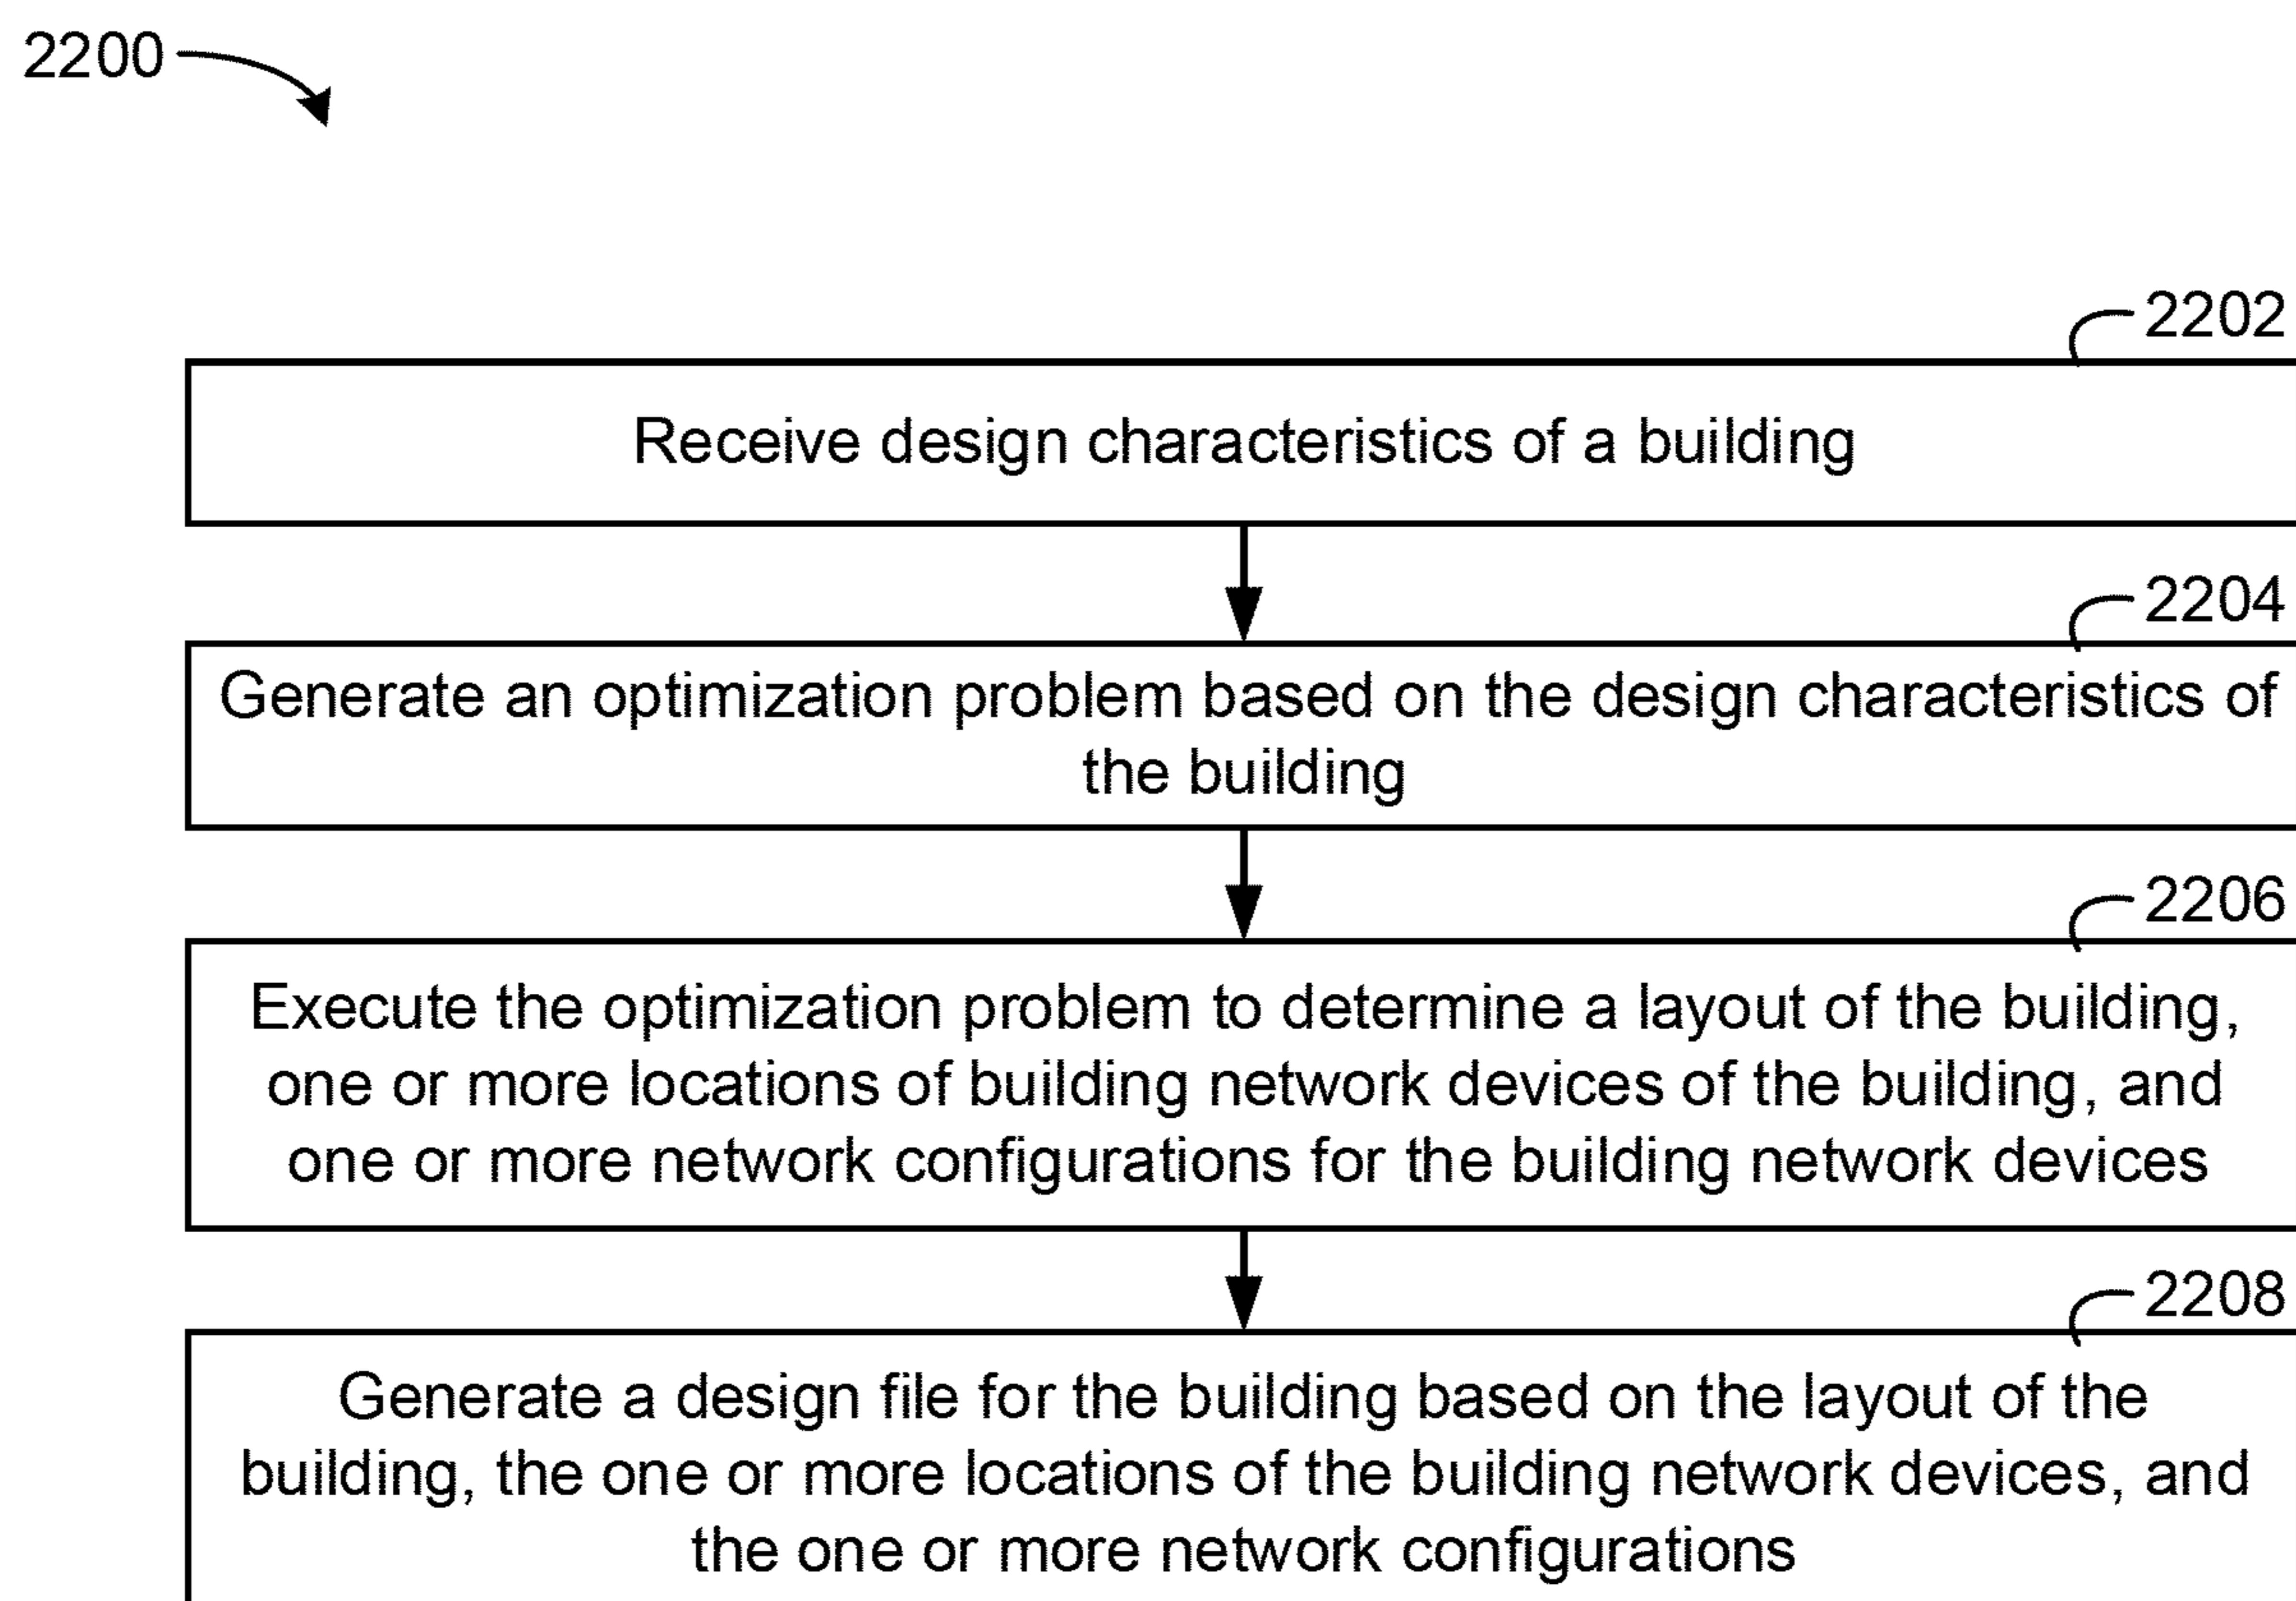 2200
2202
Receive design characteristics of a building
2204
Generate an optimization problem based on the design characteristics of
the building
2206
Execute the optimization problem to determine a layout of the building,
one or more locations of building network devices of the building, and
one or more network configurations for the building network devices
2208
Generate a design file for the building based on the layout of the
building, the one or more locations of the building network devices, and
the one or more network configurations